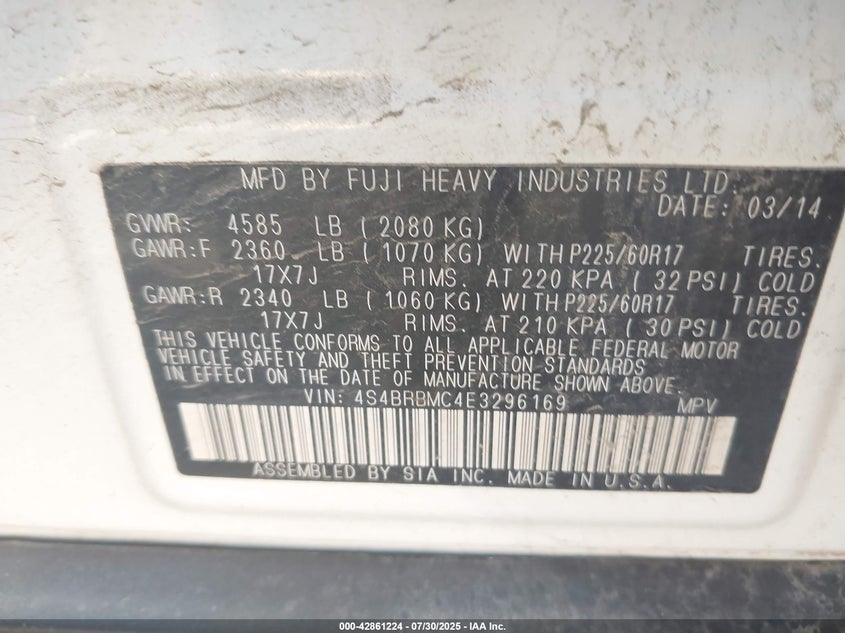 MFD BY FUJI HEAVY INDUSTRIES LTD.
DATE: 03/14
GVWR: 4585 LB ( 2080 KG)
GAWR:F 2360 LB ( 1070 KG) WITH P225/60R17 TIRES.
17X7J RIMS. AT 220 KPA ( 32 PSI) COLD
GAWR:R 2340 LB ( 1060 KG) WITH P225/60R17 TIRES.
17X7J RIMS. AT 210 KPA ( 30 PSI) COLD
THIS VEHICLE CONFORMS TO ALL APPLICABLE FEDERAL MOTOR
VEHICLE SAFETY AND THEFT PREVENTION STANDARDS
IN EFFECT ON THE DATE OF MANUFACTURE SHOWN ABOVE.
VIN: 4S4BRBMC4E3296169 MPV
ASSEMBLED BY SIA INC. MADE IN U.S.A.
000-42861224 | 07/30/2025 - IAA Inc.